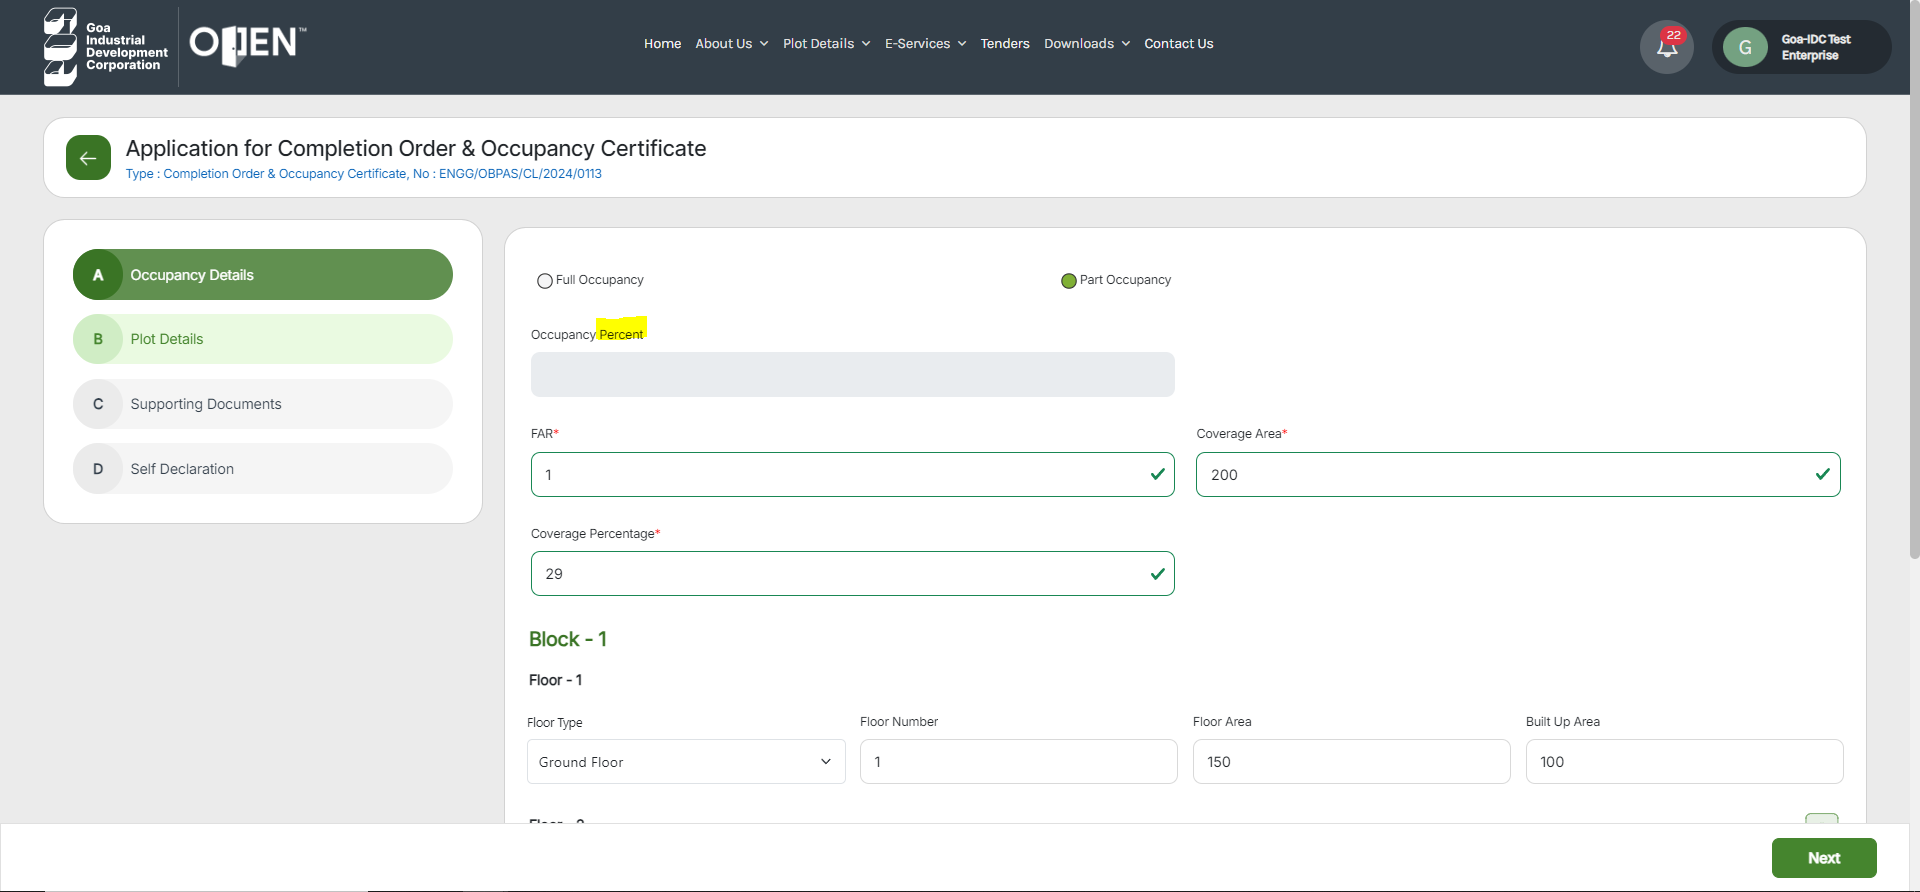 Goa
Industrial
Development
Corporation
OPEN™
Home About Us Plot Details E-Services Tenders Downloads Contact Us
22
G
Goa-IDC Test
Enterprise
Application for Completion Order & Occupancy Certificate
Type : Completion Order & Occupancy Certificate, No : ENGG/OBPAS/CL/2024/0113
A Occupancy Details
B Plot Details
C Supporting Documents
D Self Declaration
Full Occupancy Part Occupancy
Occupancy Percent
FAR* Coverage Area*
1 200
Coverage Percentage*
29
Block - 1
Floor - 1
Floor Type Floor Number Floor Area Built Up Area
Ground Floor 1 150 100
Floor - 2
Next